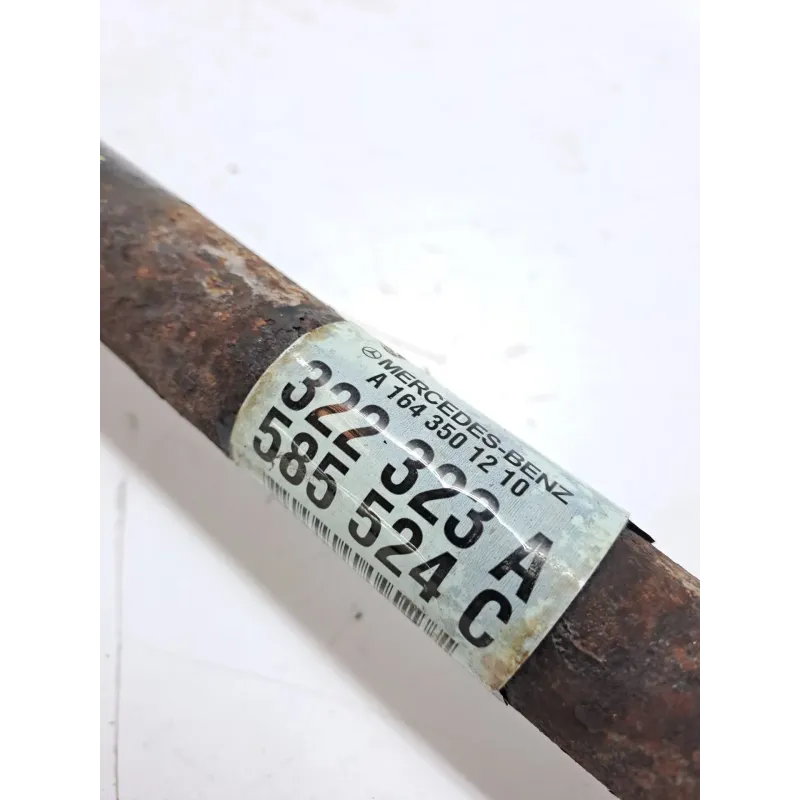 MERCEDES-BENZ
A 164 350 12 10
322 323 A
585 524 C